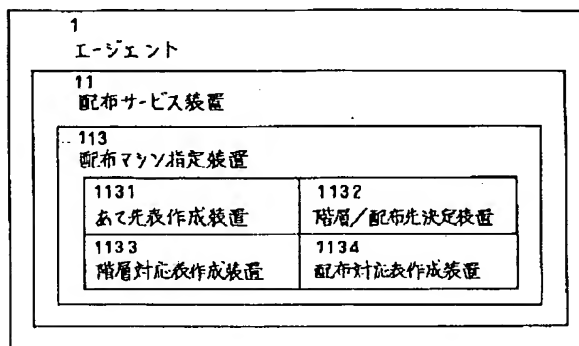 1
エージェント
11
配布サービス装置
113
配布マシン指定装置
1131
あて先表作成装置
1132
階層/配布先決定装置
1133
階層対応表作成装置
1134
配布対応表作成装置